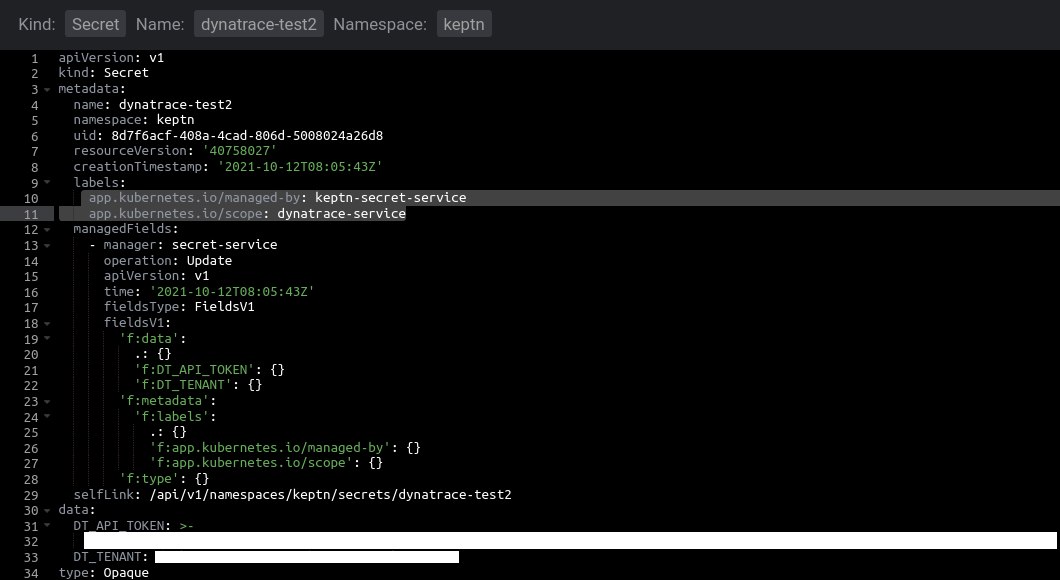 Kind: Secret Name: dynatrace-test2 Namespace: keptn
1 apiVersion: v1
2 kind: Secret
3 metadata:
4 name: dynatrace-test2
5 namespace: keptn
6 uid: 8d7f6acf-408a-4cad-806d-5008024a26d8
7 resourceVersion: '40758027'
8 creationTimestamp: '2021-10-12T08:05:43Z'
9 labels:
10 app.kubernetes.io/managed-by: keptn-secret-service
11 app.kubernetes.io/scope: dynatrace-service
12 managedFields:
13 - manager: secret-service
14 operation: Update
15 apiVersion: v1
16 time: '2021-10-12T08:05:43Z'
17 fieldsType: FieldsV1
18 fieldsV1:
19 'f:data':
20 .: {}
21 'f:DT_API_TOKEN': {}
22 'f:DT_TENANT': {}
23 'f:metadata':
24 'f:labels':
25 .: {}
26 'f:app.kubernetes.io/managed-by': {}
27 'f:app.kubernetes.io/scope': {}
28 'f:type': {}
29 selfLink: /api/v1/namespaces/keptn/secrets/dynatrace-test2
30 data:
31 DT_API_TOKEN: >-
32
33 DT_TENANT:
34 type: Opaque